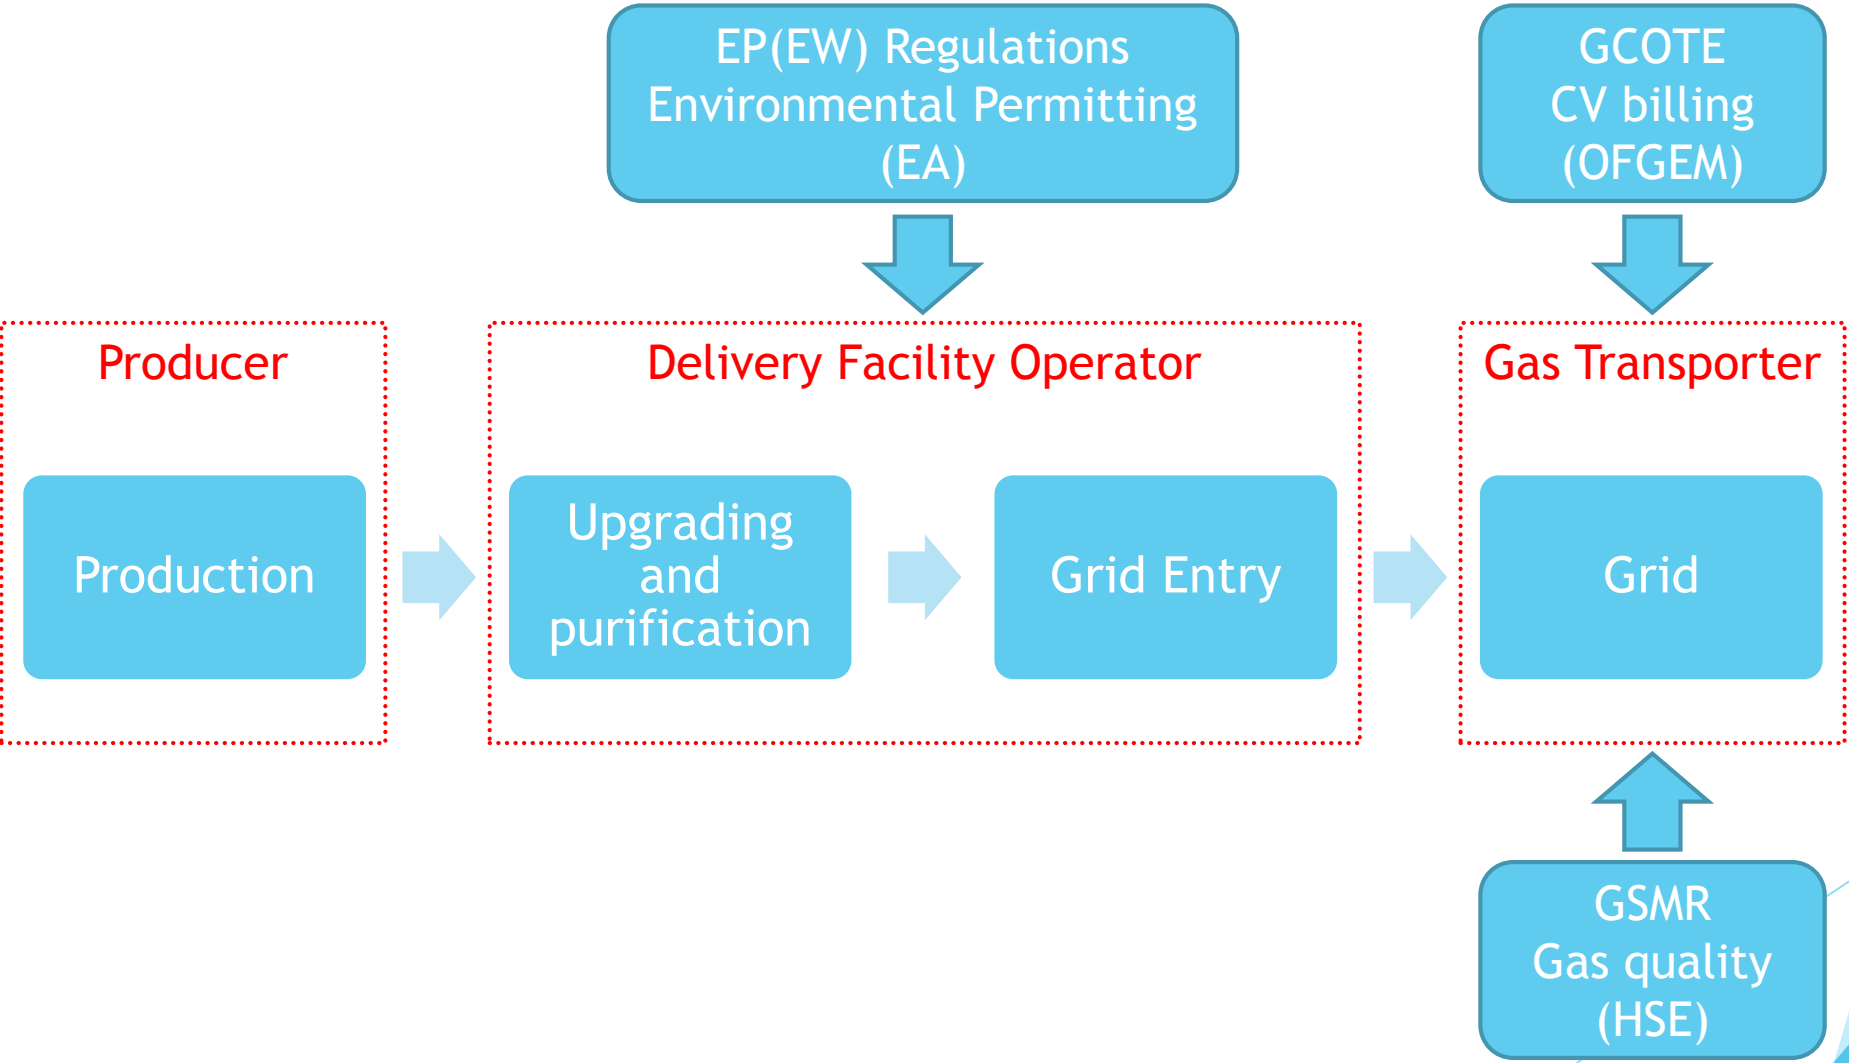 EP(EW) Regulations
Environmental Permitting
(EA)
GCOTE
CV billing
(OFGEM)
Producer
Delivery Facility Operator
Gas Transporter
Production
Upgrading
and
purification
Grid Entry
Grid
GSMR
Gas quality
(HSE)